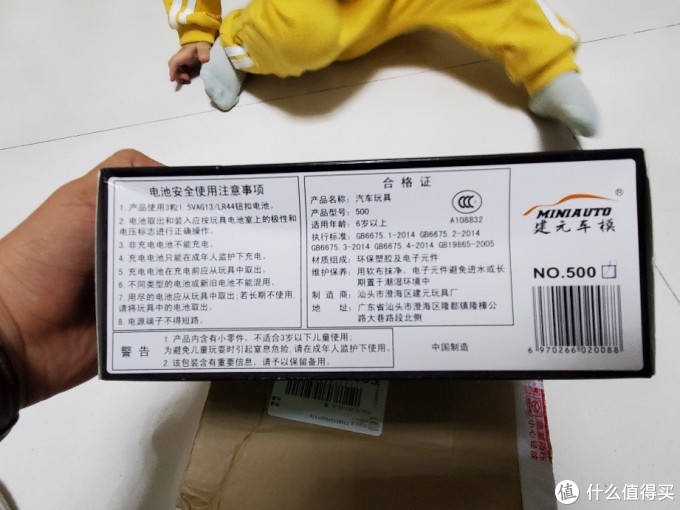 电池安全使用注意事项
1. 产品使用3粒1.5VAG13/LR44钮扣电池。
2. 电池取出和装入应按玩具电池室上的极性和
电压标志进行正确操作。
3. 非充电电池不能充电。
4. 充电电池只能在成年人监护下充电。
5. 充电电池在充电前应从玩具中取出。
6. 不同类型的电池或新旧电池不能混用。
7. 用尽的电池应从玩具中取出;若长期不使用,
请将玩具中的电池取出。
8. 电源端子不得短路。
合格证
产品名称: 汽车玩具
产品型号: 500
适用年龄: 6岁以上
CCC
A108832
执行标准: GB6675.1-2014 GB6675.2-2014
GB6675.3-2014 GB6675.4-2014 GB19865-2005
材质组成: 环保塑胶及电子元件
维护保养: 用软布抹净, 电子元件避免进水或长
期置于潮湿环境中
制造商: 汕头市澄海区建元玩具厂
地址: 广东省汕头市澄海区隆都镇隆樟公
路大巷路段北侧
警告
1. 产品内含有小零件, 不适合3岁以下儿童使用,
为避免儿童玩耍时引起窒息危险, 请在成年人监护下使用。
2. 该包装含有重要信息, 请予以保留备用。
中国制造
®
MINIAUTO
建元车模
NO.500
6 970266 020088
值 什么值得买